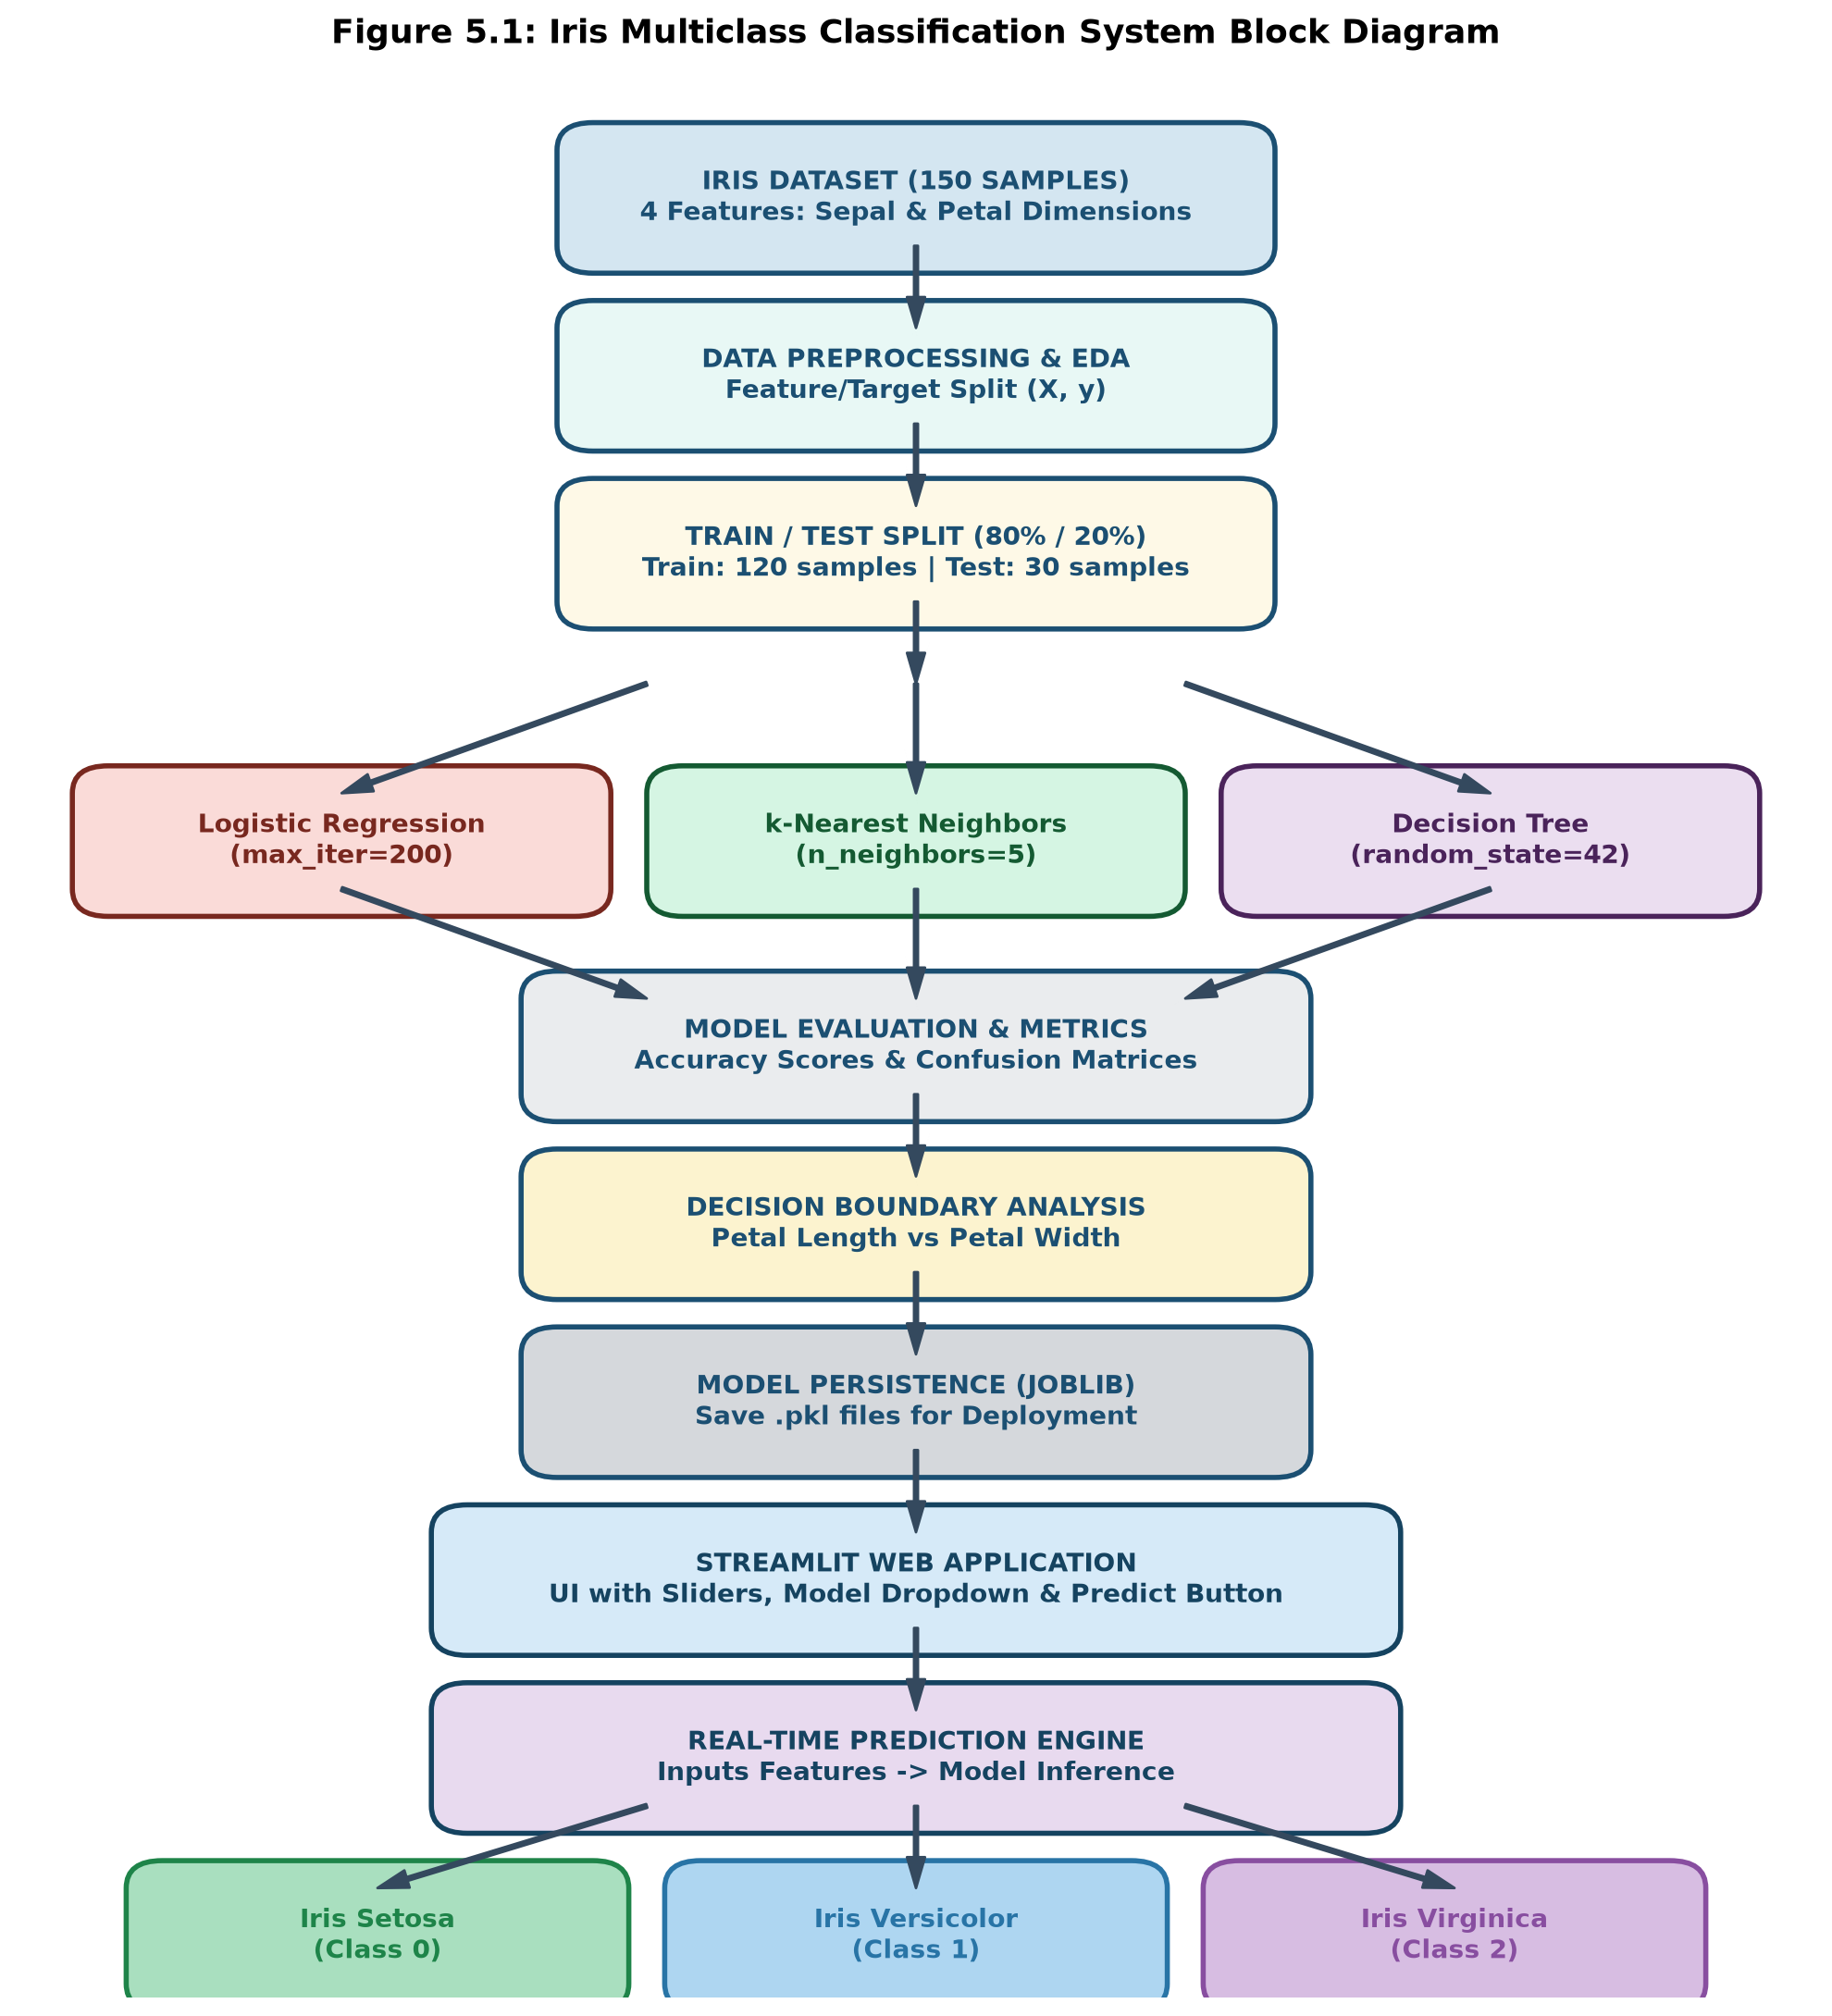 Figure 5.1: Iris Multiclass Classification System Block Diagram
IRIS DATASET (150 SAMPLES)
4 Features: Sepal & Petal Dimensions
DATA PREPROCESSING & EDA
Feature/Target Split (X, y)
TRAIN / TEST SPLIT (80% / 20%)
Train: 120 samples | Test: 30 samples
Logistic Regression
(max_iter=200)
k-Nearest Neighbors
(n_neighbors=5)
Decision Tree
(random_state=42)
MODEL EVALUATION & METRICS
Accuracy Scores & Confusion Matrices
DECISION BOUNDARY ANALYSIS
Petal Length vs Petal Width
MODEL PERSISTENCE (JOBLIB)
Save .pkl files for Deployment
STREAMLIT WEB APPLICATION
UI with Sliders, Model Dropdown & Predict Button
REAL-TIME PREDICTION ENGINE
Inputs Features -> Model Inference
Iris Setosa
(Class 0)
Iris Versicolor
(Class 1)
Iris Virginica
(Class 2)